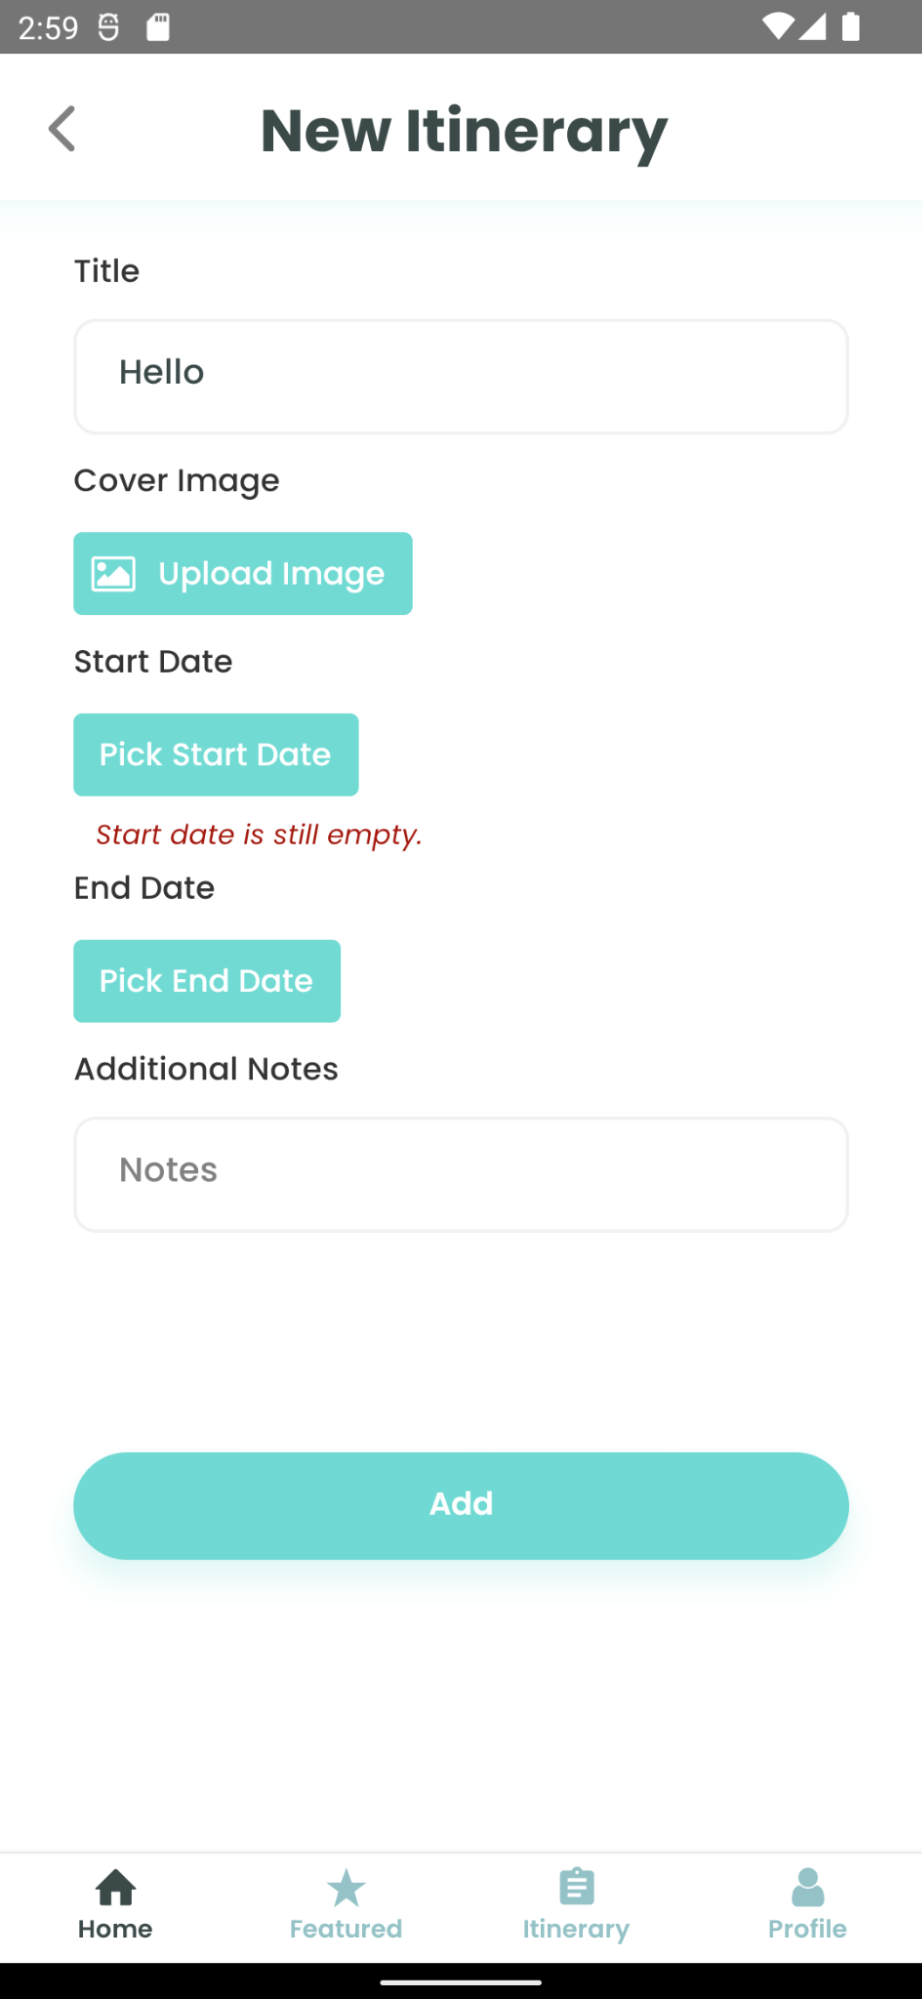 2:59
New Itinerary
Title
Hello
Cover Image
Upload Image
Start Date
Pick Start Date
Start date is still empty.
End Date
Pick End Date
Additional Notes
Notes
Add
Home Featured Itinerary Profile